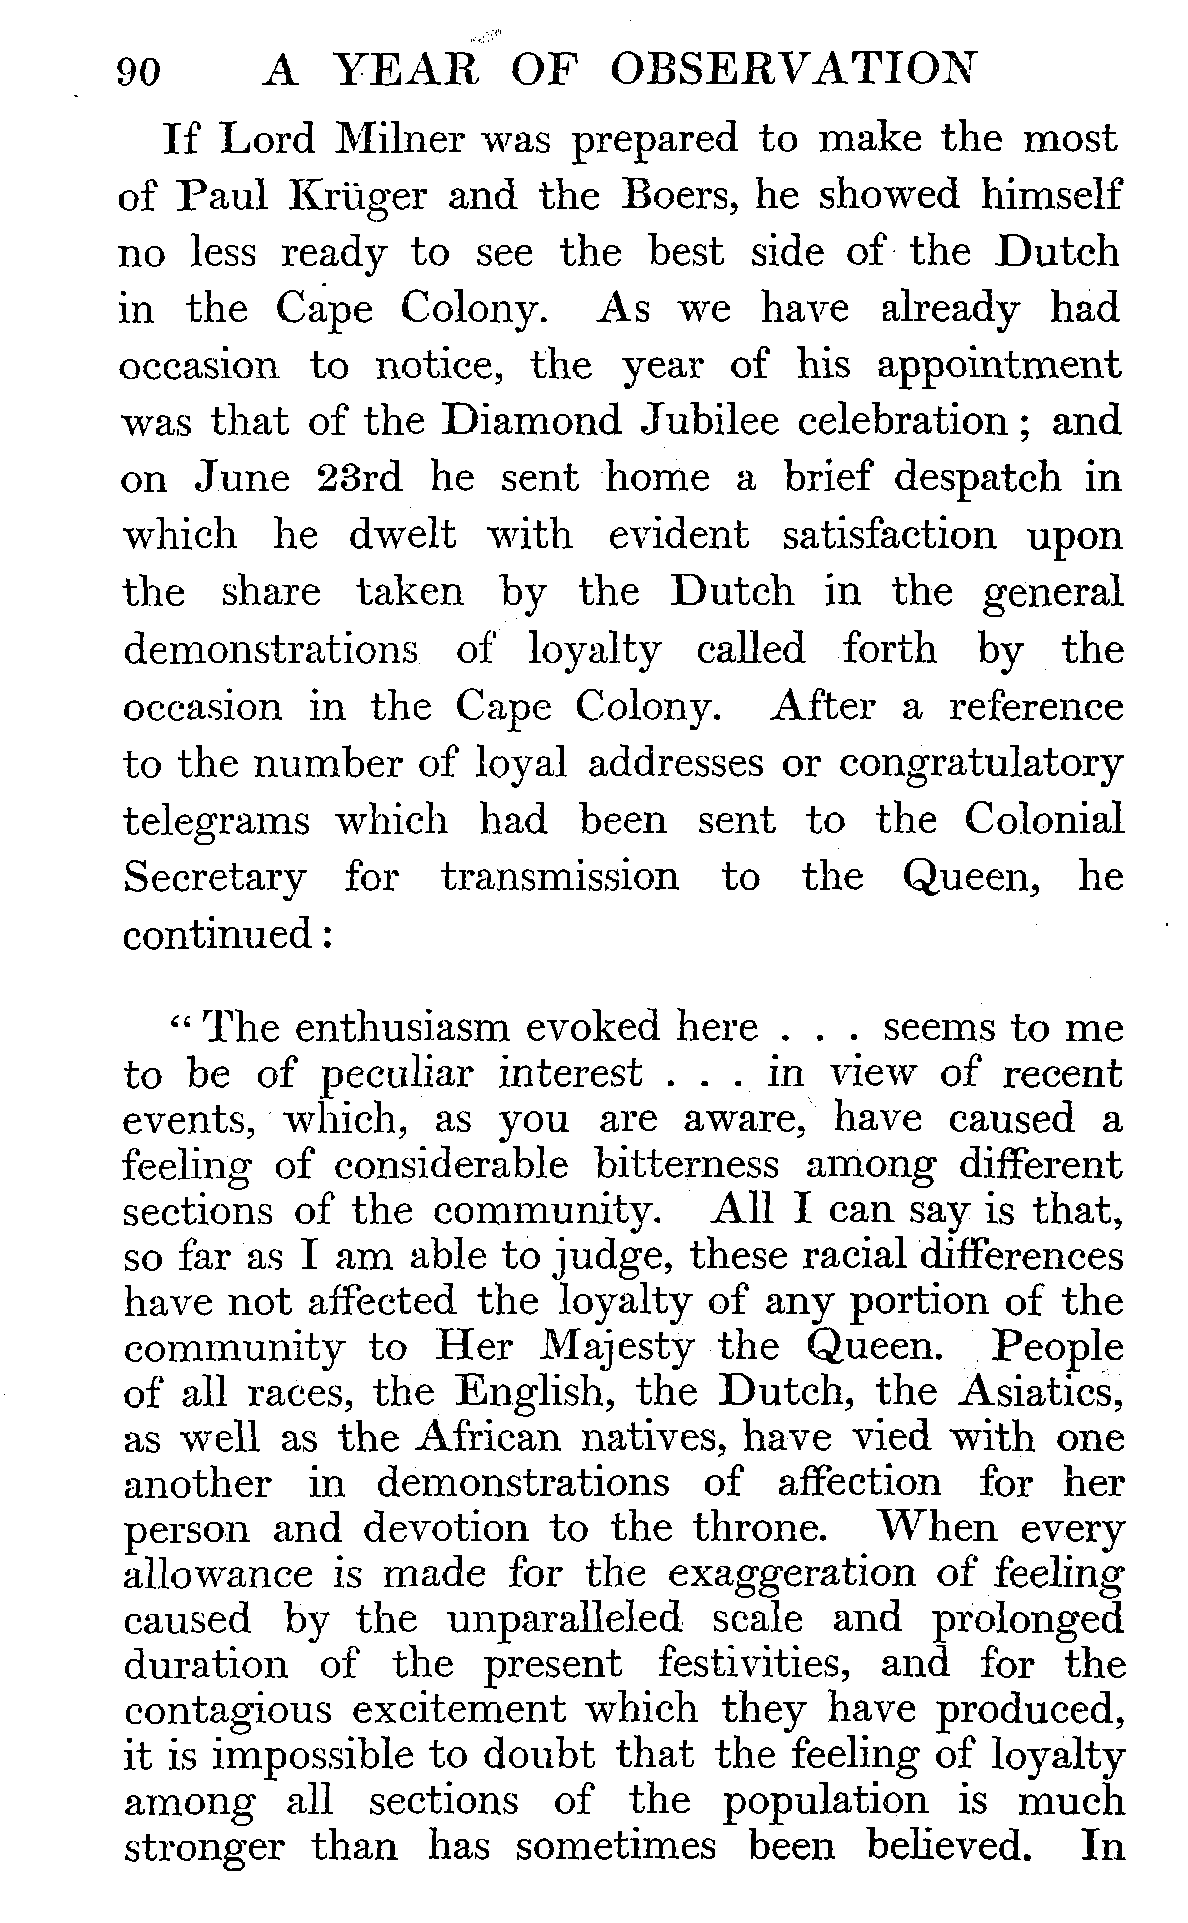 90 A YEAR OF OBSERVATION
If Lord Milner was prepared to make the most
of Paul Krüger and the Boers, he showed himself
no less ready to see the best side of the Dutch
in the Cape Colony. As we have already had
occasion to notice, the year of his appointment
was that of the Diamond Jubilee celebration; and
on June 23rd he sent home a brief despatch in
which he dwelt with evident satisfaction upon
the share taken by the Dutch in the general
demonstrations of loyalty called forth by the
occasion in the Cape Colony. After a reference
to the number of loyal addresses or congratulatory
telegrams which had been sent to the Colonial
Secretary for transmission to the Queen, he
continued:
"The enthusiasm evoked here . . . seems to me
to be of peculiar interest . . . in view of recent
events, which, as you are aware, have caused a
feeling of considerable bitterness among different
sections of the community. All I can say is that,
so far as I am able to judge, these racial differences
have not affected the loyalty of any portion of the
community to Her Majesty the Queen. People
of all races, the English, the Dutch, the Asiatics,
as well as the African natives, have vied with one
another in demonstrations of affection for her
person and devotion to the throne. When every
allowance is made for the exaggeration of feeling
caused by the unparalleled scale and prolonged
duration of the present festivities, and for the
contagious excitement which they have produced,
it is impossible to doubt that the feeling of loyalty
among all sections of the population is much
stronger than has sometimes been believed. In